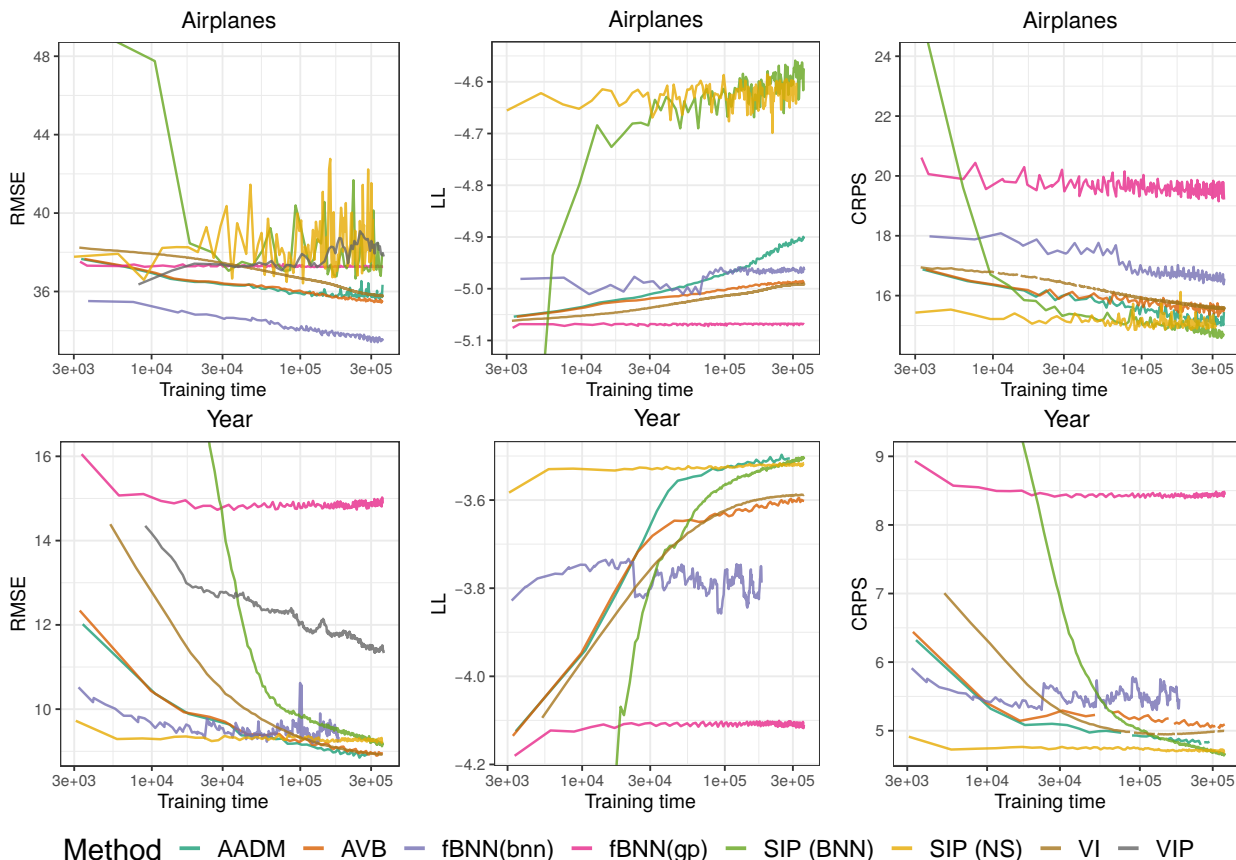 Airplanes
Airplanes
Airplanes
48
44
40
36
RMSE
3e+03 1e+04 3e+04 1e+05 3e+05
Training time
−4.6
−4.7
−4.8
−4.9
−5.0
−5.1
LL
3e+03 1e+04 3e+04 1e+05 3e+05
Training time
24
22
20
18
16
CRPS
3e+03 1e+04 3e+04 1e+05 3e+05
Training time
Year
Year
Year
16
14
12
10
RMSE
3e+03 1e+04 3e+04 1e+05 3e+05
Training time
−3.6
−3.8
−4.0
−4.2
LL
3e+03 1e+04 3e+04 1e+05 3e+05
Training time
9
8
7
6
5
CRPS
3e+03 1e+04 3e+04 1e+05 3e+05
Training time
Method AADM AVB fBNN(bnn) fBNN(gp) SIP (BNN) SIP (NS) VI VIP